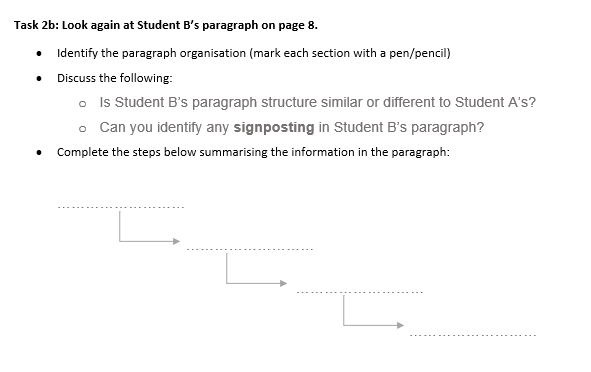 Task 2b: Look again at Student B's paragraph on page 8.
• Identify the paragraph organisation (mark each section with a pen/pencil)
• Discuss the following:
o Is Student B's paragraph structure similar or different to Student A's?
o Can you identify any signposting in Student B's paragraph?
• Complete the steps below summarising the information in the paragraph: